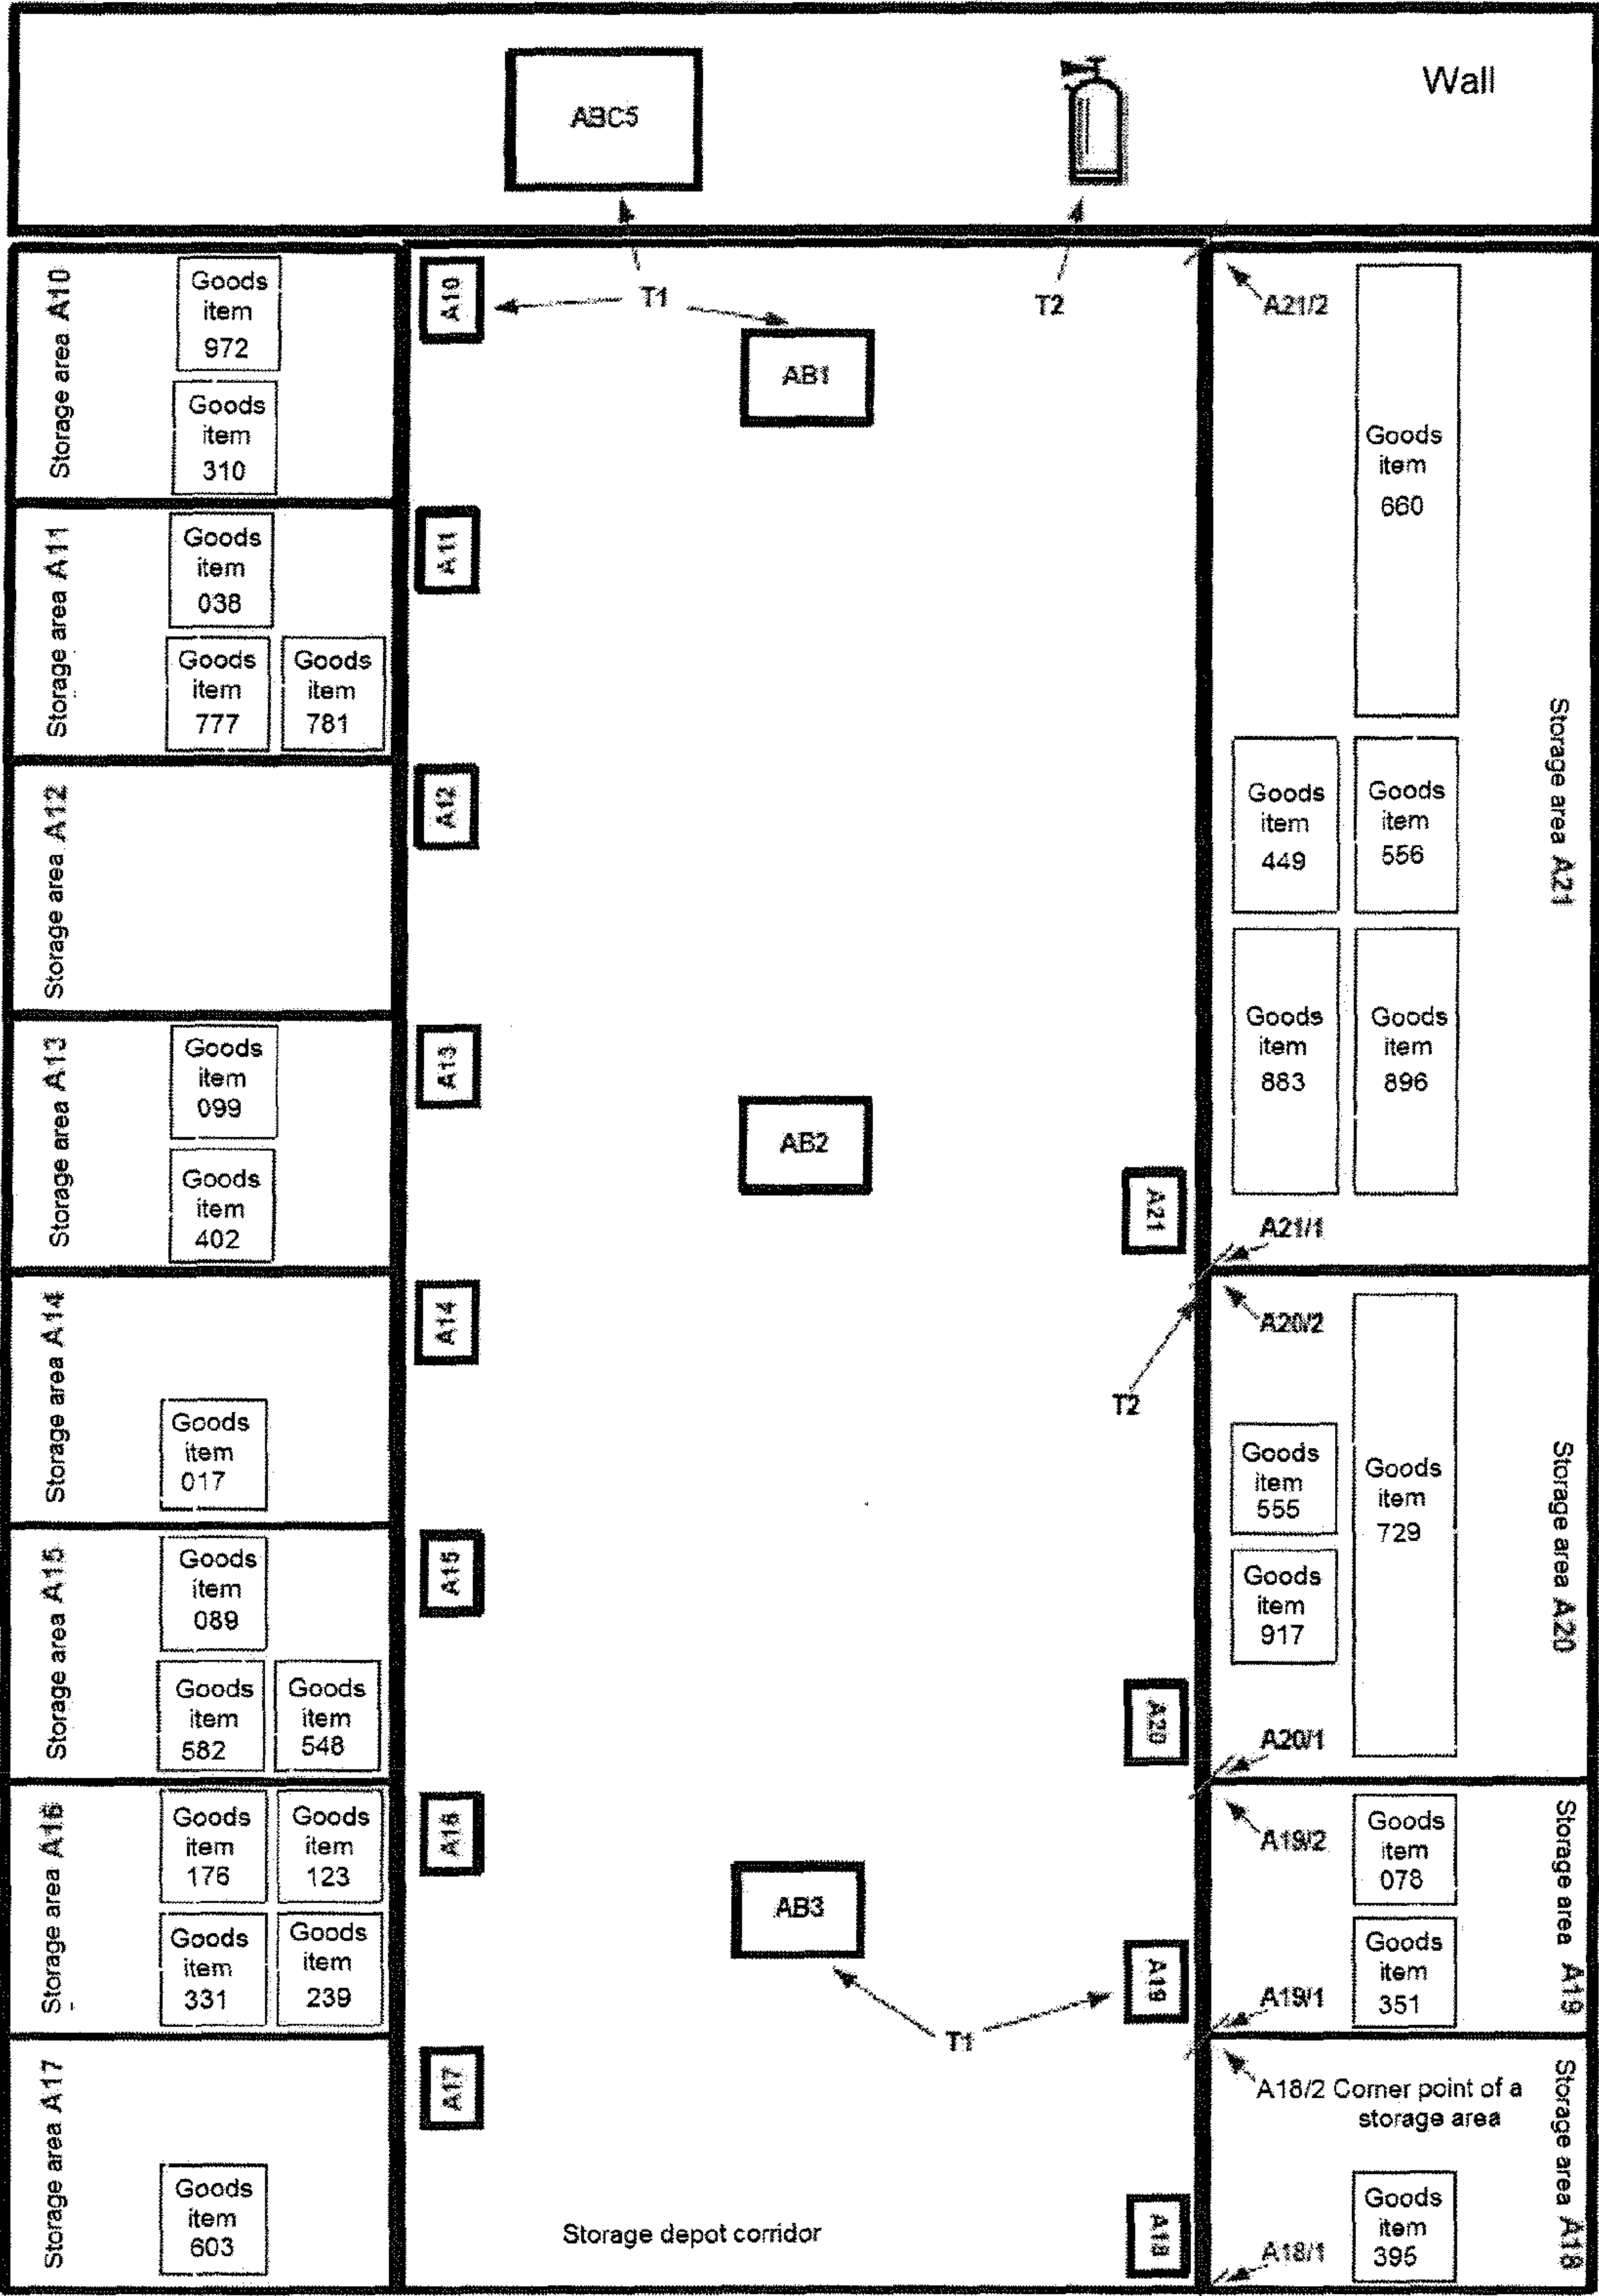 Wall
ABC5
T1
T2
Storage area A10
Goods
item
972
Goods
item
310
A10
AB1
A21/2
Storage area A11
Goods
item
038
Goods
item
777
Goods
item
781
A11
Storage area A12
A12
Storage area A13
Goods
item
099
Goods
item
402
A13
AB2
Storage area A21
Goods
item
660
Goods
item
449
Goods
item
556
Goods
item
883
Goods
item
896
A21
A21/1
Storage area A14
Goods
item
017
A14
T2
A20/2
Storage area A20
Goods
item
555
Goods
item
729
Goods
item
917
A20
A20/1
Storage area A15
Goods
item
089
Goods
item
582
Goods
item
548
A15
Storage area A16
Goods
item
176
Goods
item
123
Goods
item
331
Goods
item
239
A16
AB3
T1
A19
A19/2
Goods
item
078
Goods
item
351
A19/1
Storage area A19
Storage area A17
Goods
item
603
A17
Storage depot corridor
A18
A18/2 Corner point of a
storage area
Goods
item
395
A18/1
Storage area A18